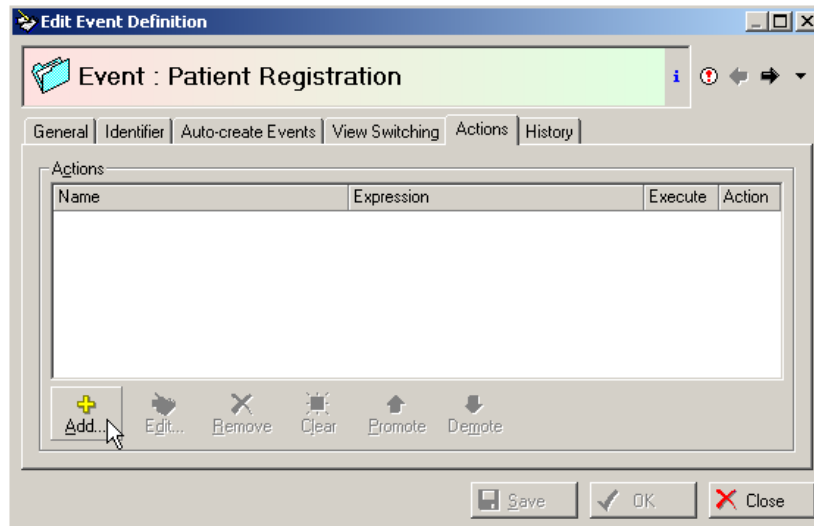 Edit Event Definition
Event : Patient Registration
General Identifier Auto-create Events View Switching Actions History
Actions
Name Expression Execute Action
Add... Edit... Remove Clear Promote Demote
Save OK Close